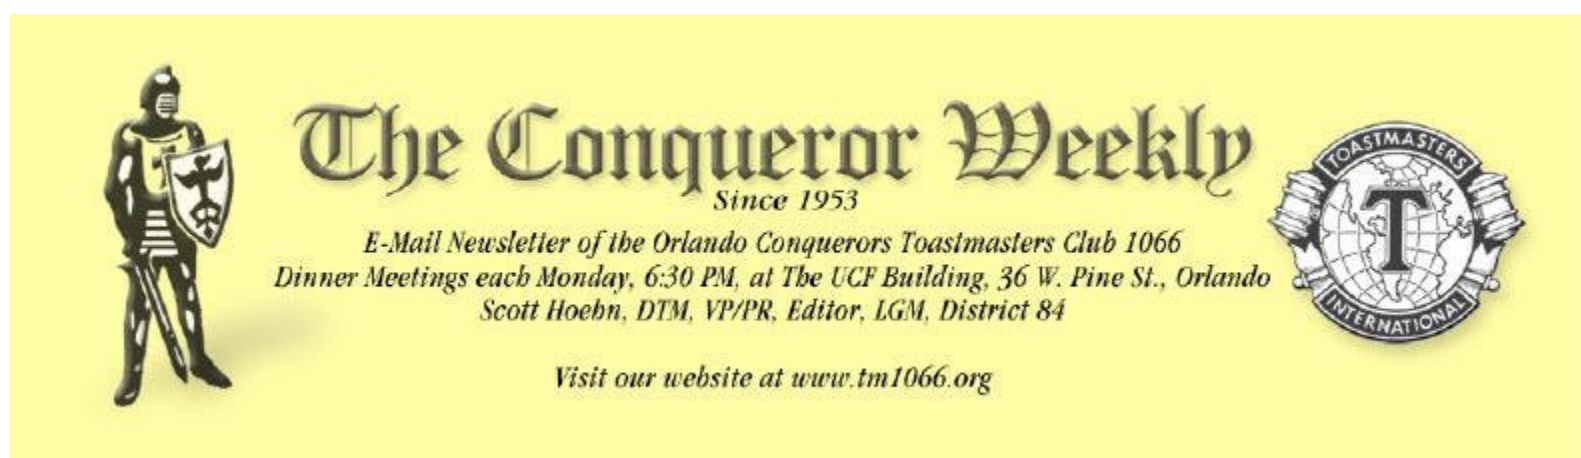 The Conqueror Weekly
Since 1953
E-Mail Newsletter of the Orlando Conquerors Toastmasters Club 1066
Dinner Meetings each Monday, 6:30 PM, at The UCF Building, 36 W. Pine St., Orlando
Scott Hoehn, DTM, VP/PR, Editor, LGM, District 84
Visit our website at www.tm1066.org
TOASTMASTERS
T
INTERNATIONAL